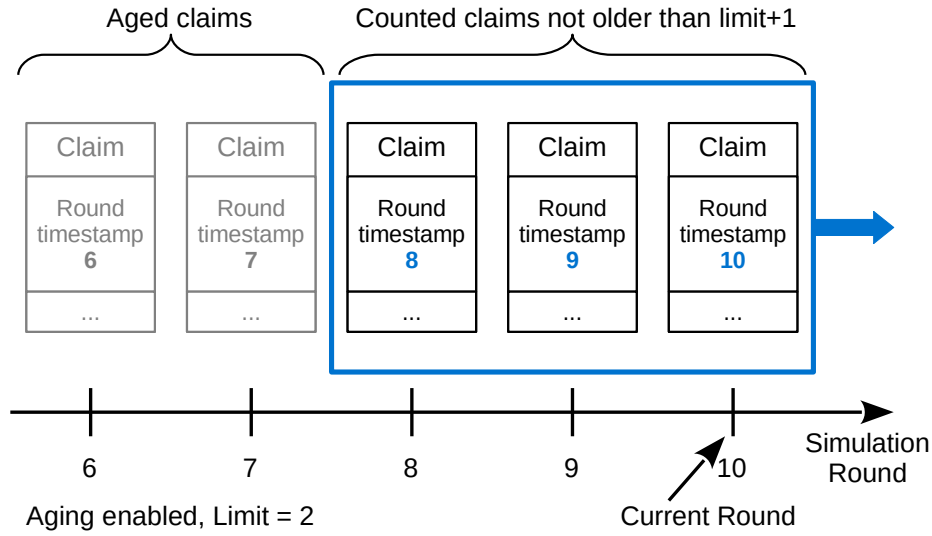 Aged claims
Counted claims not older than limit+1
Claim
Round
timestamp
6
...
Claim
Round
timestamp
7
...
Claim
Round
timestamp
8
...
Claim
Round
timestamp
9
...
Claim
Round
timestamp
10
...
6
7
8
9
10
Simulation
Round
Aging enabled, Limit = 2
Current Round